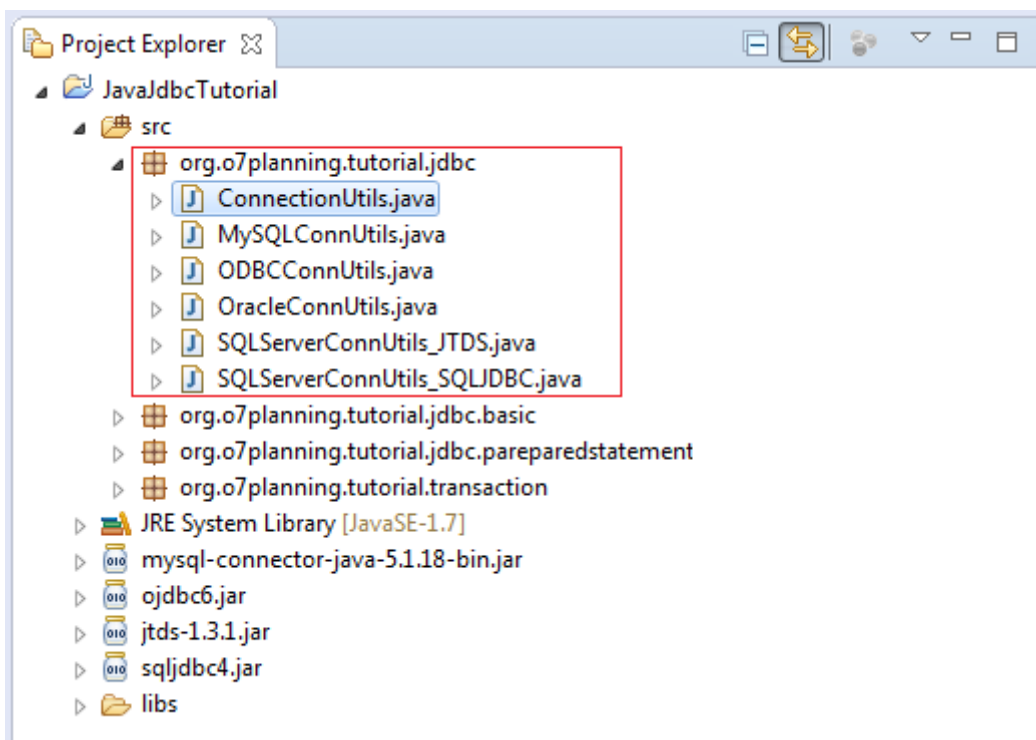 Project Explorer
JavaJdbcTutorial
src
org.o7planning.tutorial.jdbc
ConnectionUtils.java
MySQLConnUtils.java
ODBCConnUtils.java
OracleConnUtils.java
SQLServerConnUtils_JTDS.java
SQLServerConnUtils_SQLJDBC.java
org.o7planning.tutorial.jdbc.basic
org.o7planning.tutorial.jdbc.pareparedstatement
org.o7planning.tutorial.transaction
JRE System Library [JavaSE-1.7]
mysql-connector-java-5.1.18-bin.jar
ojdbc6.jar
jtds-1.3.1.jar
sqljdbc4.jar
libs